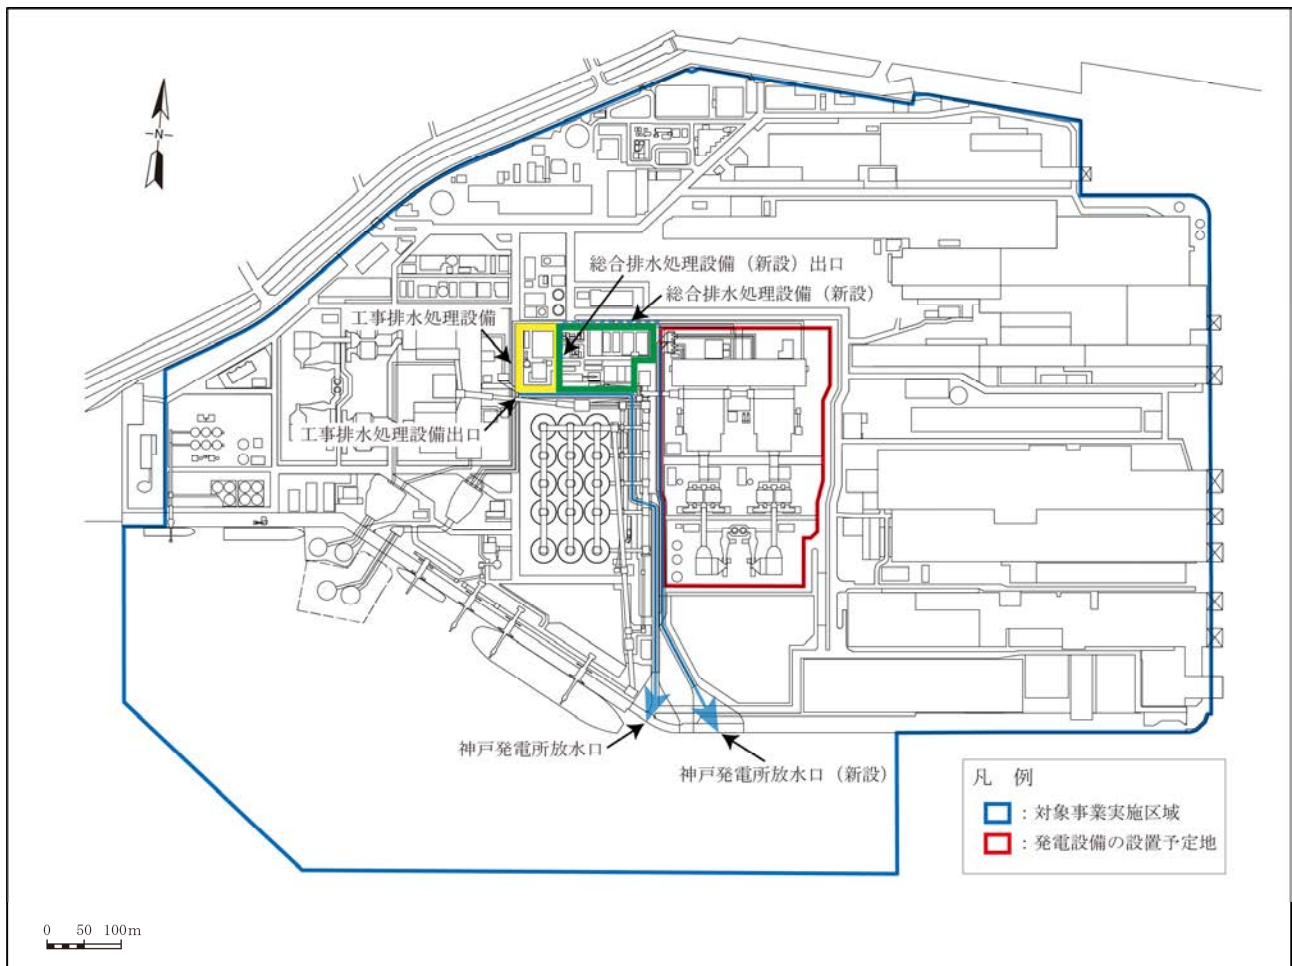 N
総合排水処理設備（新設）出口
総合排水処理設備（新設）
工事排水処理設備
工事排水処理設備出口
神戸発電所放水口
神戸発電所放水口（新設）
凡　例
：対象事業実施区域
：発電設備の設置予定地
0 50 100m